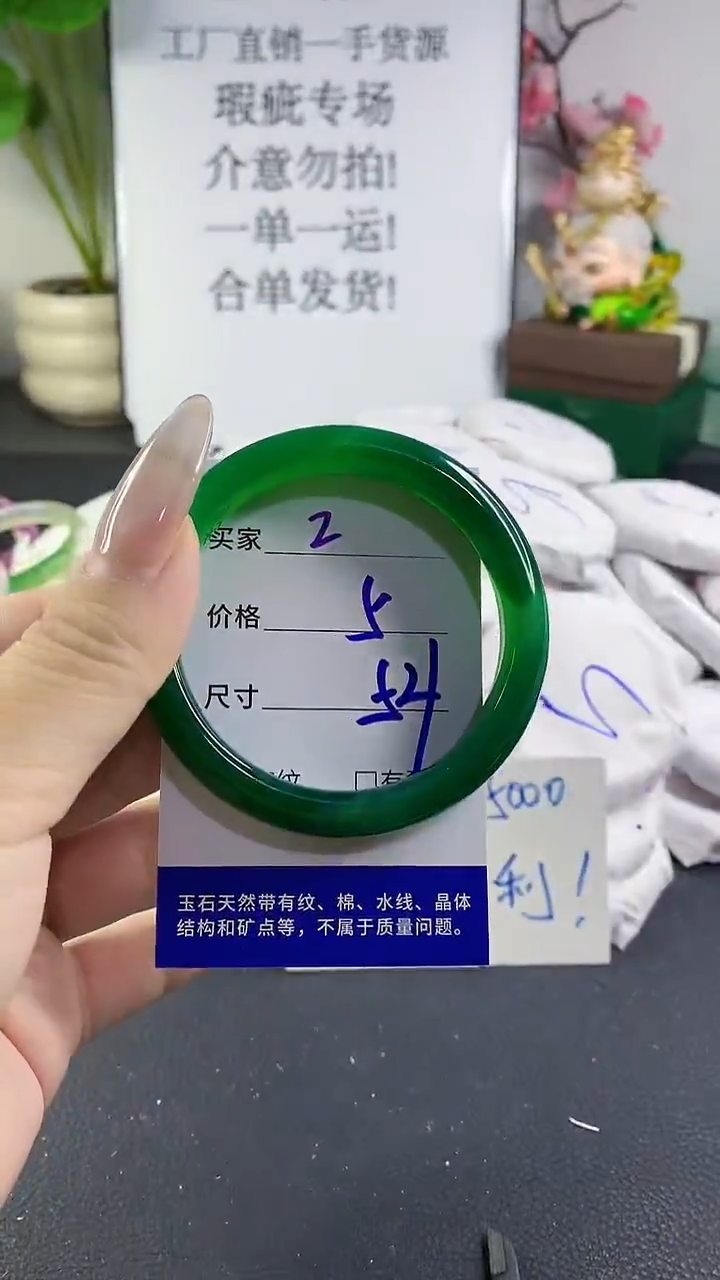 工厂直销一手货源
瑕疵专场
介意勿拍!
一单一运!
合单发货!
买家 2
价格 5
尺寸 54
纹 □有
5000
利!
玉石天然带有纹、棉、水线、晶体
结构和矿点等，不属于质量问题。